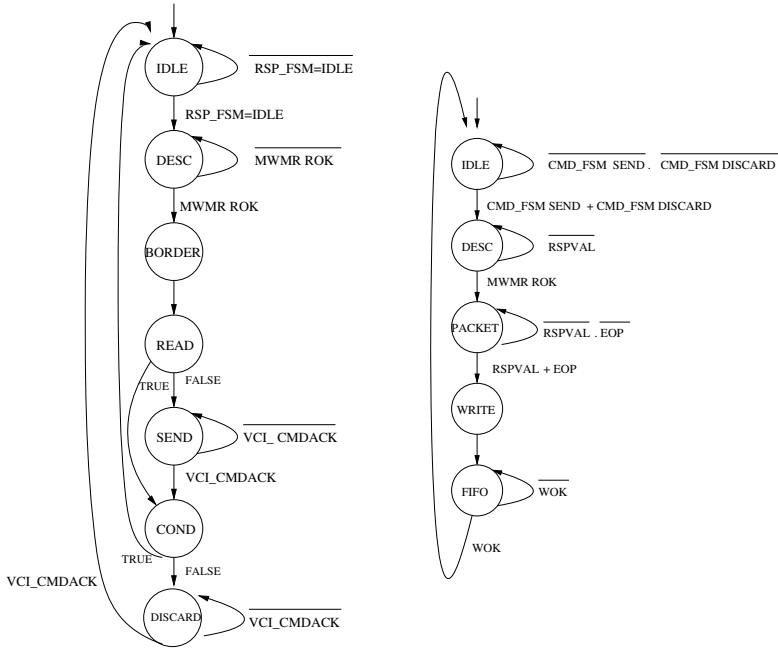 IDLE
RSP_FSM=IDLE
RSP_FSM=IDLE
DESC
MWMR ROK
MWMR ROK
BORDER
READ
TRUE
FALSE
SEND
VCI_ CMDACK
VCI_CMDACK
COND
TRUE
FALSE
VCI_CMDACK
DISCARD
VCI_CMDACK
IDLE
CMD_FSM SEND . CMD_FSM DISCARD
CMD_FSM SEND + CMD_FSM DISCARD
DESC
RSPVAL
MWMR ROK
PACKET
RSPVAL . EOP
RSPVAL + EOP
WRITE
FIFO
WOK
WOK